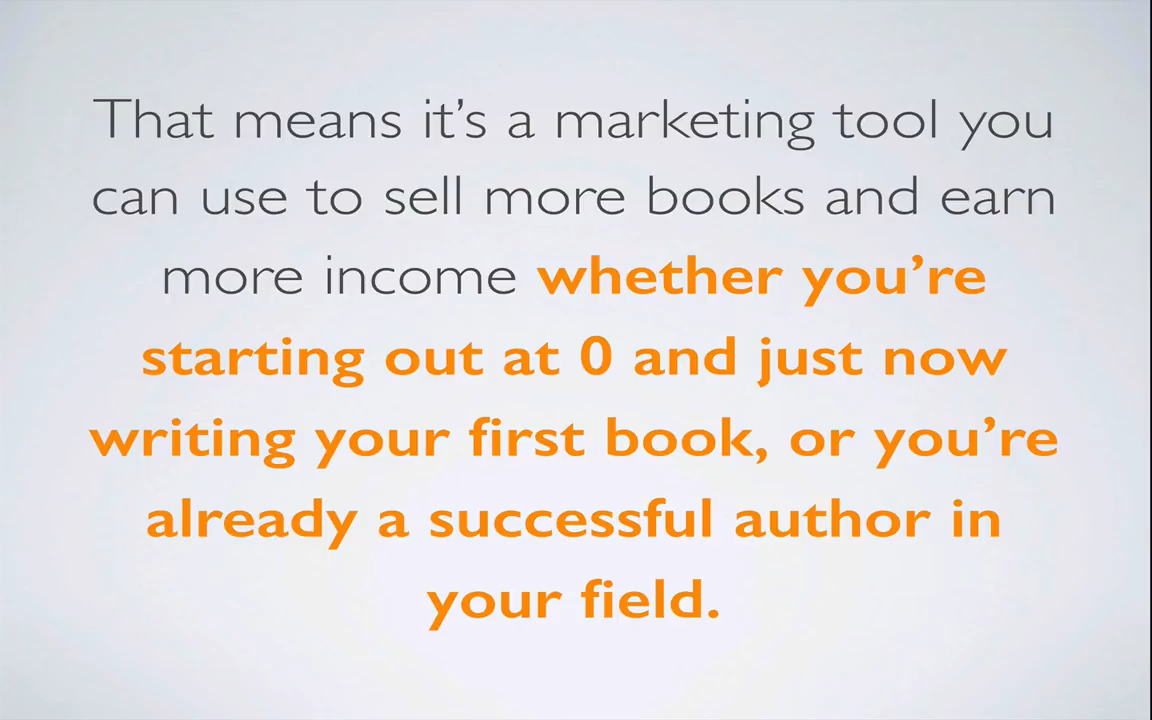 That means it’s a marketing tool you
can use to sell more books and earn
more income whether you’re
starting out at 0 and just now
writing your first book, or you’re
already a successful author in
your field.